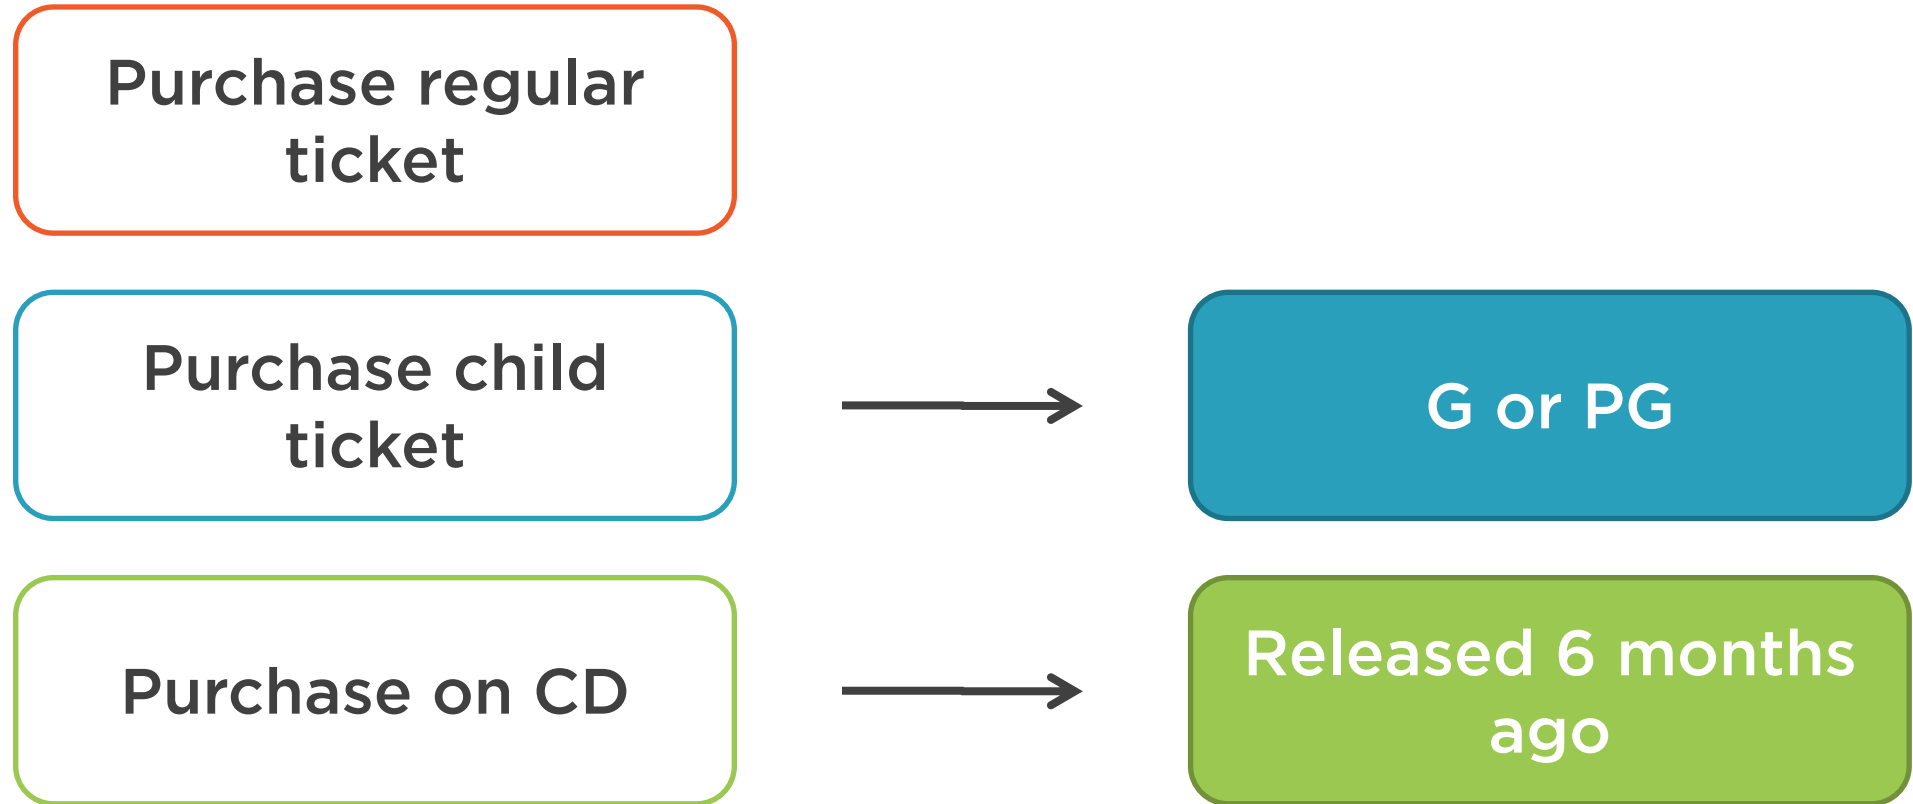 Purchase regular
ticket
Purchase child
ticket
G or PG
Purchase on CD
Released 6 months
ago